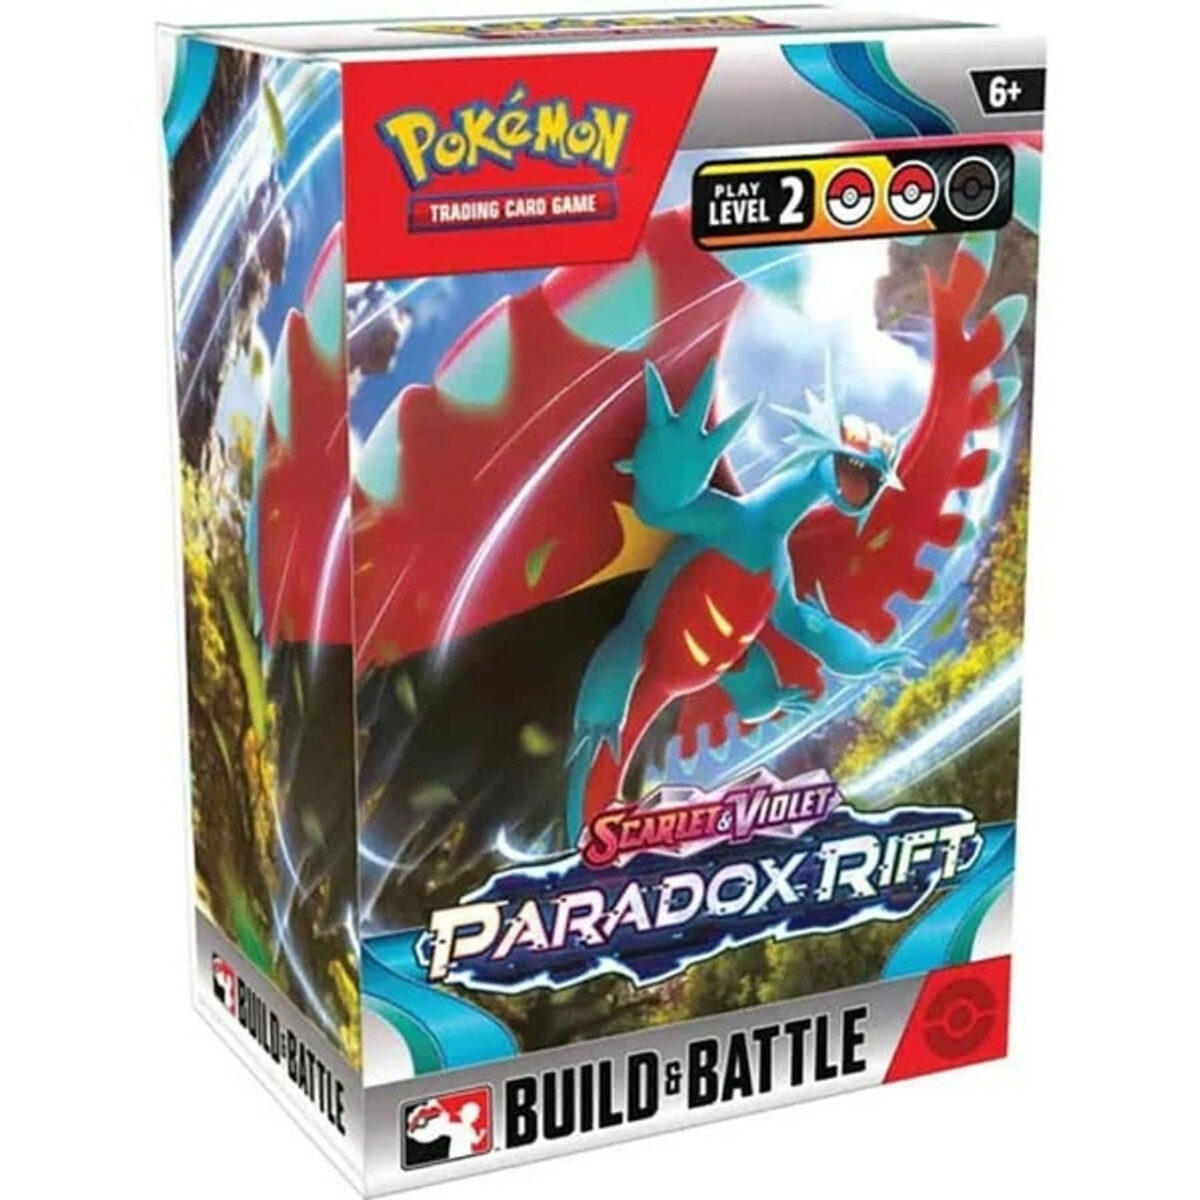 6+
POKéMON
TRADING CARD GAME
PLAY
LEVEL 2
SCARLET & VIOLET
PARADOX RIFT
BUILD & BATTLE
BUILD & BATTLE